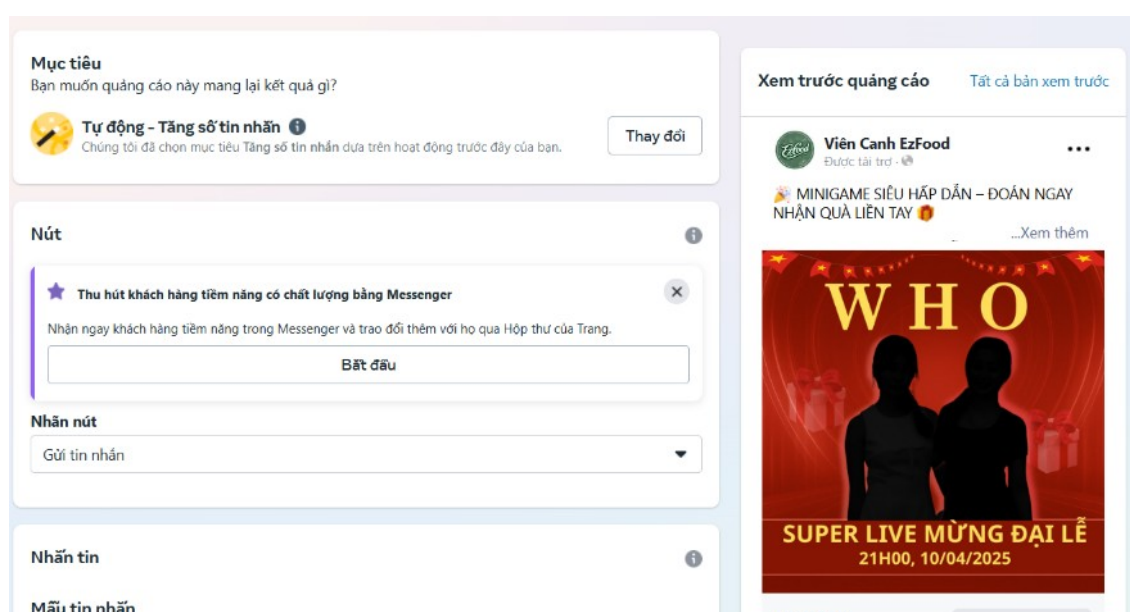 Mục tiêu
Bạn muốn quảng cáo này mang lại kết quả gì?
Tự động – Tăng số tin nhắn
Chúng tôi đã chọn mục tiêu Tăng số tin nhắn dựa trên hoạt động trước đây của bạn.
Thay đổi
Nút
Thu hút khách hàng tiềm năng có chất lượng bằng Messenger
Nhận ngay khách hàng tiềm năng trong Messenger và trao đổi thêm với họ qua Hộp thư của Trang.
Bắt đầu
Nhãn nút
Gửi tin nhắn
Nhắn tin
Mẫu tin nhắn
Xem trước quảng cáo
Tất cả bản xem trước
Ezfood
Viên Canh EzFood
Được tài trợ ·
MINIGAME SIÊU HẤP DẪN – ĐOÁN NGAY
NHẬN QUÀ LIỀN TAY
...Xem thêm
WHO
SUPER LIVE MỪNG ĐẠI LỄ
21H00, 10/04/2025